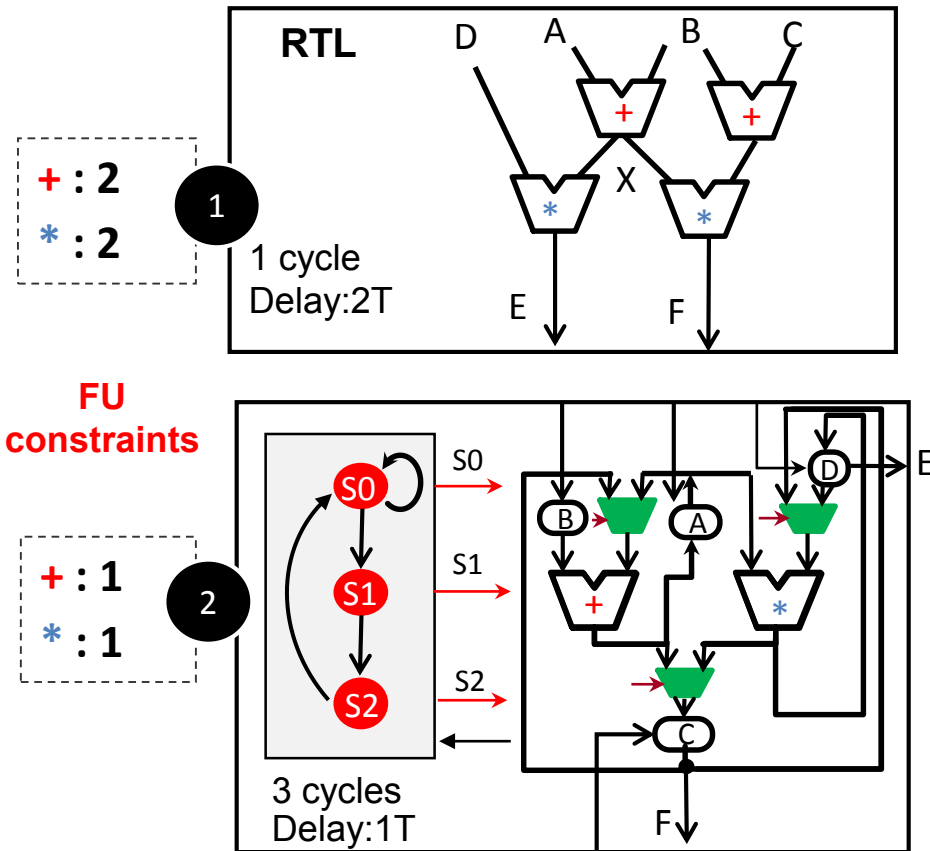 RTL
D
A
B
C
+
+
+ : 2
* : 2
1
X
*
*
1 cycle
Delay:2T
E
F
FU
constraints
S0
S0
D
E
B
A
+ : 1
* : 1
2
S1
S1
+
*
S2
S2
C
3 cycles
Delay:1T
F